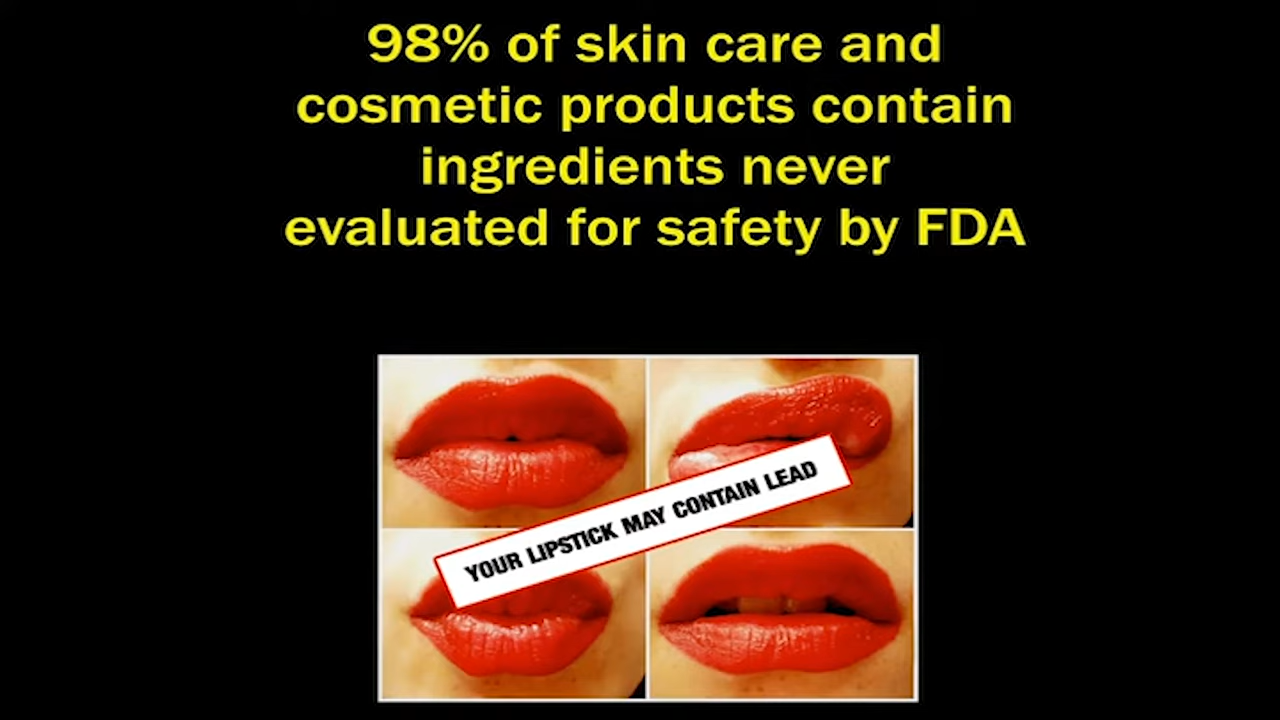 98% of skin care and
cosmetic products contain
ingredients never
evaluated for safety by FDA
YOUR LIPSTICK MAY CONTAIN LEAD